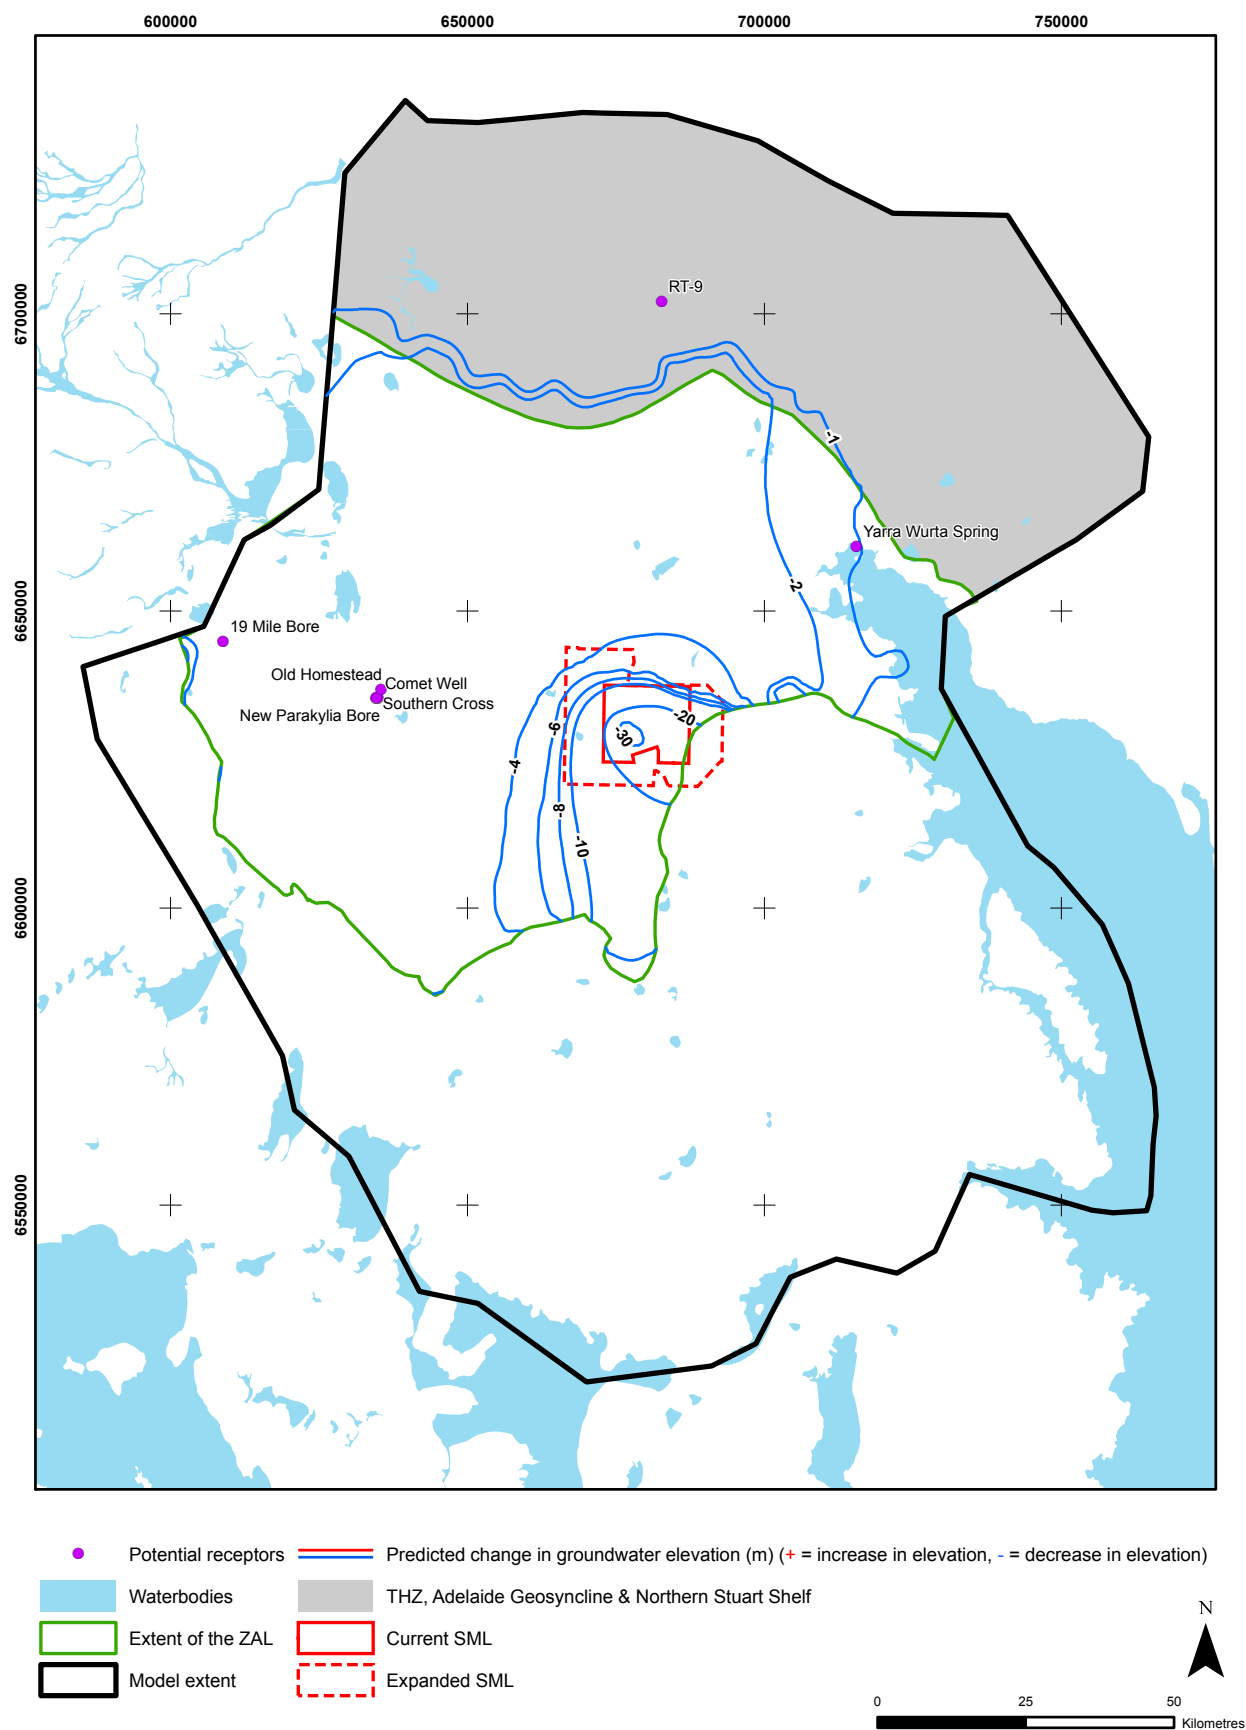 600000 650000 700000 750000
RT-9
6700000
-1
Yarra Wurta Spring
-2
6650000
19 Mile Bore
Old Homestead
Comet Well
Southern Cross
New Parakylia Bore
-20
-6
-30
-4
-8
-10
6600000
6550000
Potential receptors
Predicted change in groundwater elevation (m) (+ = increase in elevation, - = decrease in elevation)
Waterbodies
THZ, Adelaide Geosyncline & Northern Stuart Shelf
Extent of the ZAL
Current SML
Model extent
Expanded SML
N
0 25 50
Kilometres